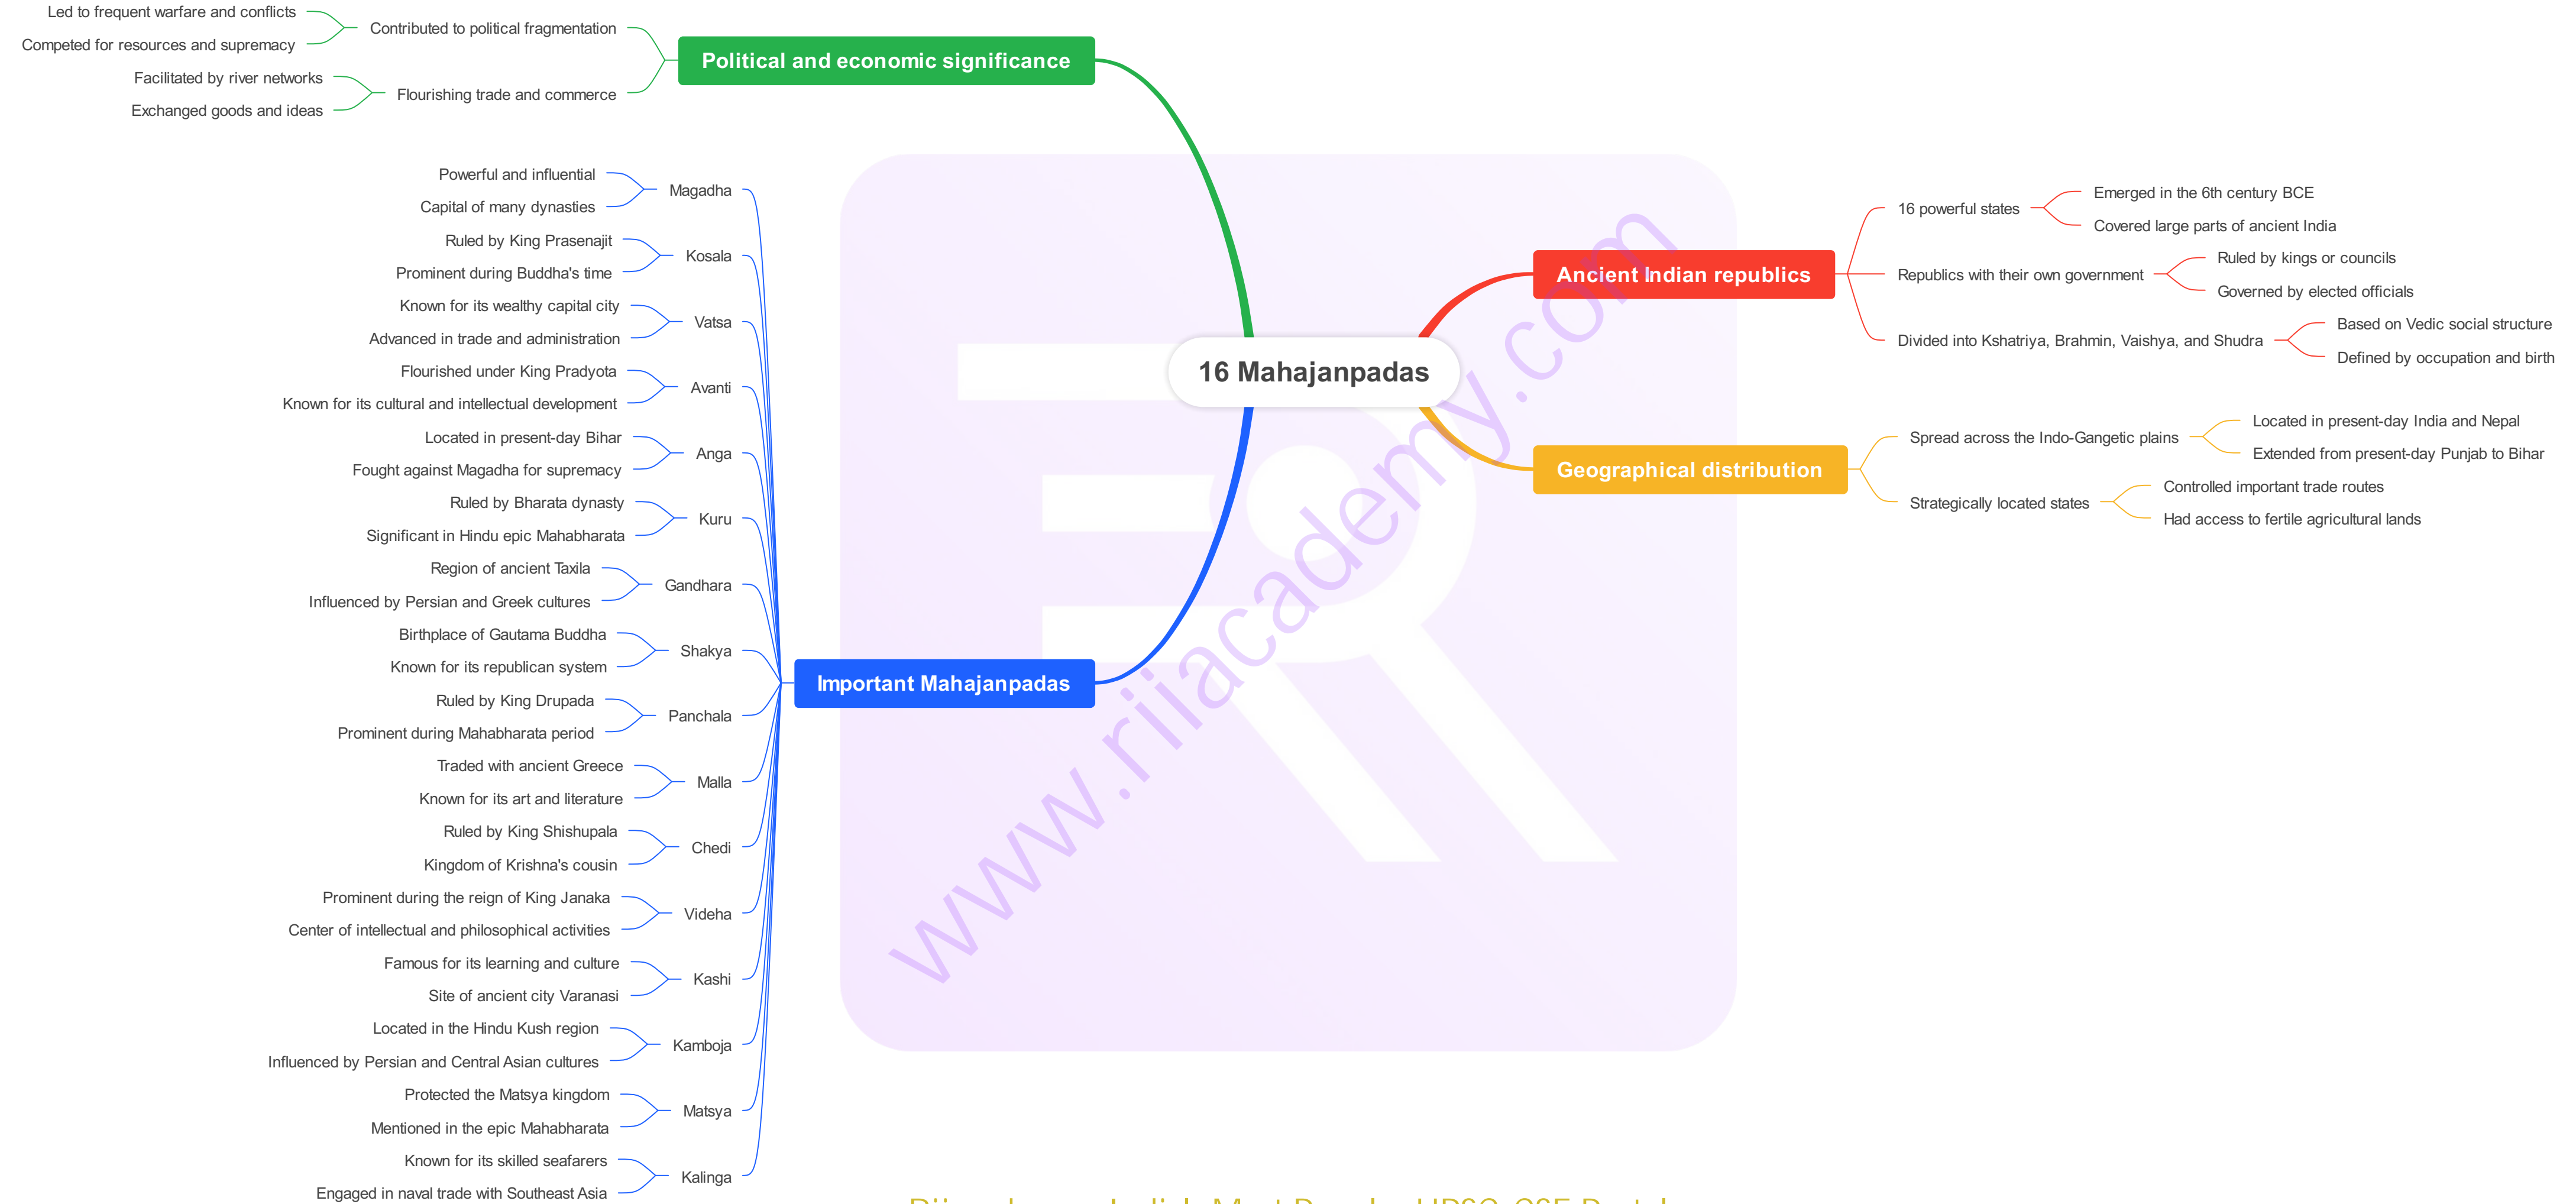 16 Mahajanpadas
Political and economic significance
Contributed to political fragmentation
Led to frequent warfare and conflicts
Competed for resources and supremacy
Flourishing trade and commerce
Facilitated by river networks
Exchanged goods and ideas
Ancient Indian republics
16 powerful states
Emerged in the 6th century BCE
Covered large parts of ancient India
Republics with their own government
Ruled by kings or councils
Governed by elected officials
Divided into Kshatriya, Brahmin, Vaishya, and Shudra
Based on Vedic social structure
Defined by occupation and birth
Geographical distribution
Spread across the Indo-Gangetic plains
Located in present-day India and Nepal
Extended from present-day Punjab to Bihar
Strategically located states
Controlled important trade routes
Had access to fertile agricultural lands
Important Mahajanpadas
Magadha
Powerful and influential
Capital of many dynasties
Kosala
Ruled by King Prasenajit
Prominent during Buddha's time
Vatsa
Known for its wealthy capital city
Advanced in trade and administration
Avanti
Flourished under King Pradyota
Known for its cultural and intellectual development
Anga
Located in present-day Bihar
Fought against Magadha for supremacy
Kuru
Ruled by Bharata dynasty
Significant in Hindu epic Mahabharata
Gandhara
Region of ancient Taxila
Influenced by Persian and Greek cultures
Shakya
Birthplace of Gautama Buddha
Known for its republican system
Panchala
Ruled by King Drupada
Prominent during Mahabharata period
Malla
Traded with ancient Greece
Known for its art and literature
Chedi
Ruled by King Shishupala
Kingdom of Krishna's cousin
Videha
Prominent during the reign of King Janaka
Center of intellectual and philosophical activities
Kashi
Famous for its learning and culture
Site of ancient city Varanasi
Kamboja
Located in the Hindu Kush region
Influenced by Persian and Central Asian cultures
Matsya
Protected the Matsya kingdom
Mentioned in the epic Mahabharata
Kalinga
Known for its skilled seafarers
Engaged in naval trade with Southeast Asia
www.rijiacademy.com